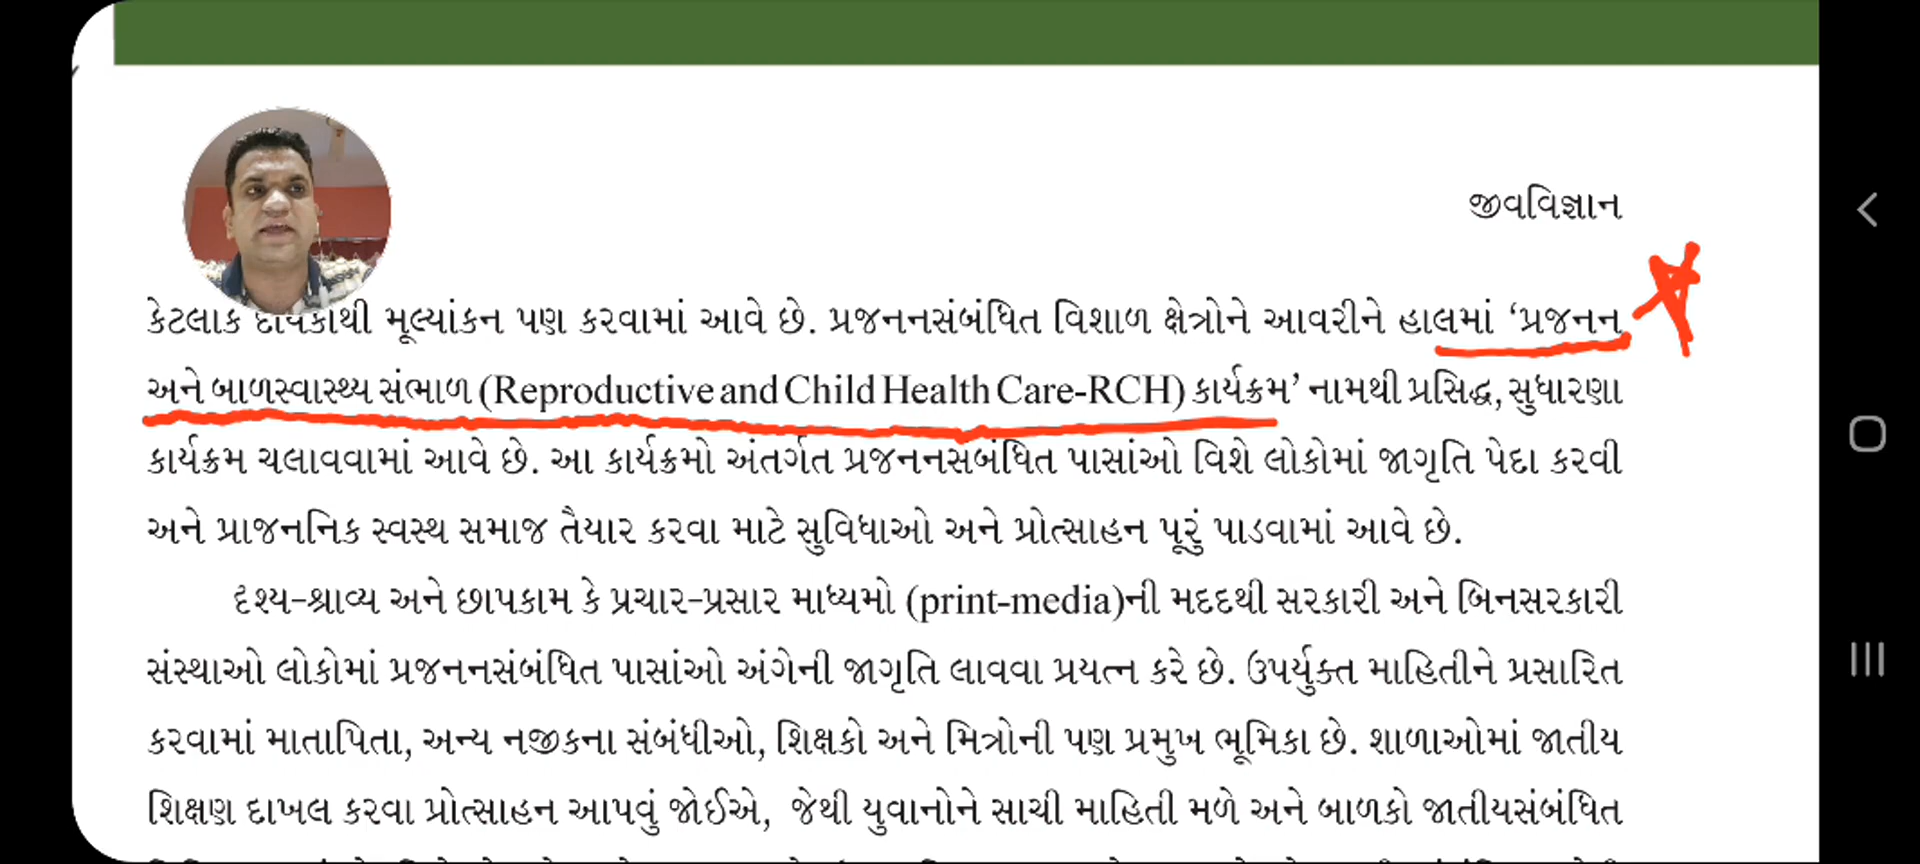 જીવવિજ્ઞાન
કેટલાક દાયકાથી મૂલ્યાંકન પણ કરવામાં આવે છે. પ્રજનનસંબંધિત વિશાળ ક્ષેત્રોને આવરીને હાલમાં ‘પ્રજનન
અને બાળસ્વાસ્થ્ય સંભાળ (Reproductive and Child Health Care-RCH) કાર્યક્રમ’ નામથી પ્રસિદ્ધ, સુધારણા
કાર્યક્રમ ચલાવવામાં આવે છે. આ કાર્યક્રમો અંતર્ગત પ્રજનનસંબંધિત પાસાંઓ વિશે લોકોમાં જાગૃતિ પેદા કરવી
અને પ્રાજનનિક સ્વસ્થ સમાજ તૈયાર કરવા માટે સુવિધાઓ અને પ્રોત્સાહન પૂરું પાડવામાં આવે છે.
દૃશ્ય-શ્રાવ્ય અને છાપકામ કે પ્રચાર-પ્રસાર માધ્યમો (print-media)ની મદદથી સરકારી અને બિનસરકારી
સંસ્થાઓ લોકોમાં પ્રજનનસંબંધિત પાસાંઓ અંગેની જાગૃતિ લાવવા પ્રયત્ન કરે છે. ઉપર્યુક્ત માહિતીને પ્રસારિત
કરવામાં માતાપિતા, અન્ય નજીકના સંબંધીઓ, શિક્ષકો અને મિત્રોની પણ પ્રમુખ ભૂમિકા છે. શાળાઓમાં જાતીય
શિક્ષણ દાખલ કરવા પ્રોત્સાહન આપવું જોઈએ, જેથી યુવાનોને સાચી માહિતી મળે અને બાળકો જાતીયસંબંધિત